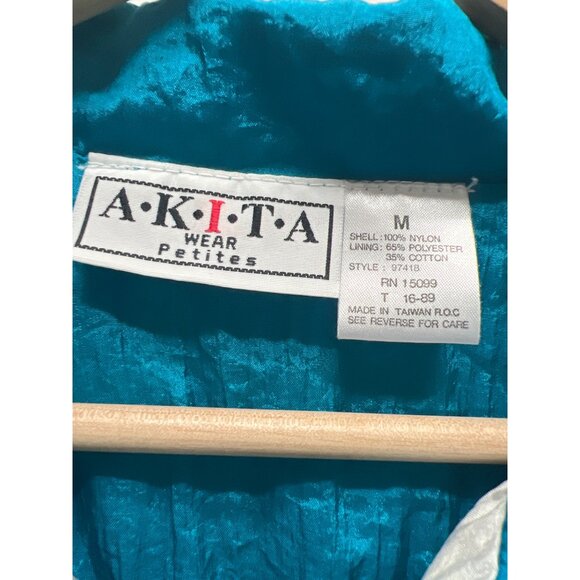 A·K·I·T·A
WEAR
Petites
M
SHELL: 100% NYLON
LINING: 65% POLYESTER
35% COTTON
STYLE : 97418
RN 15099
T 16-89
MADE IN TAIWAN R.O.C
SEE REVERSE FOR CARE